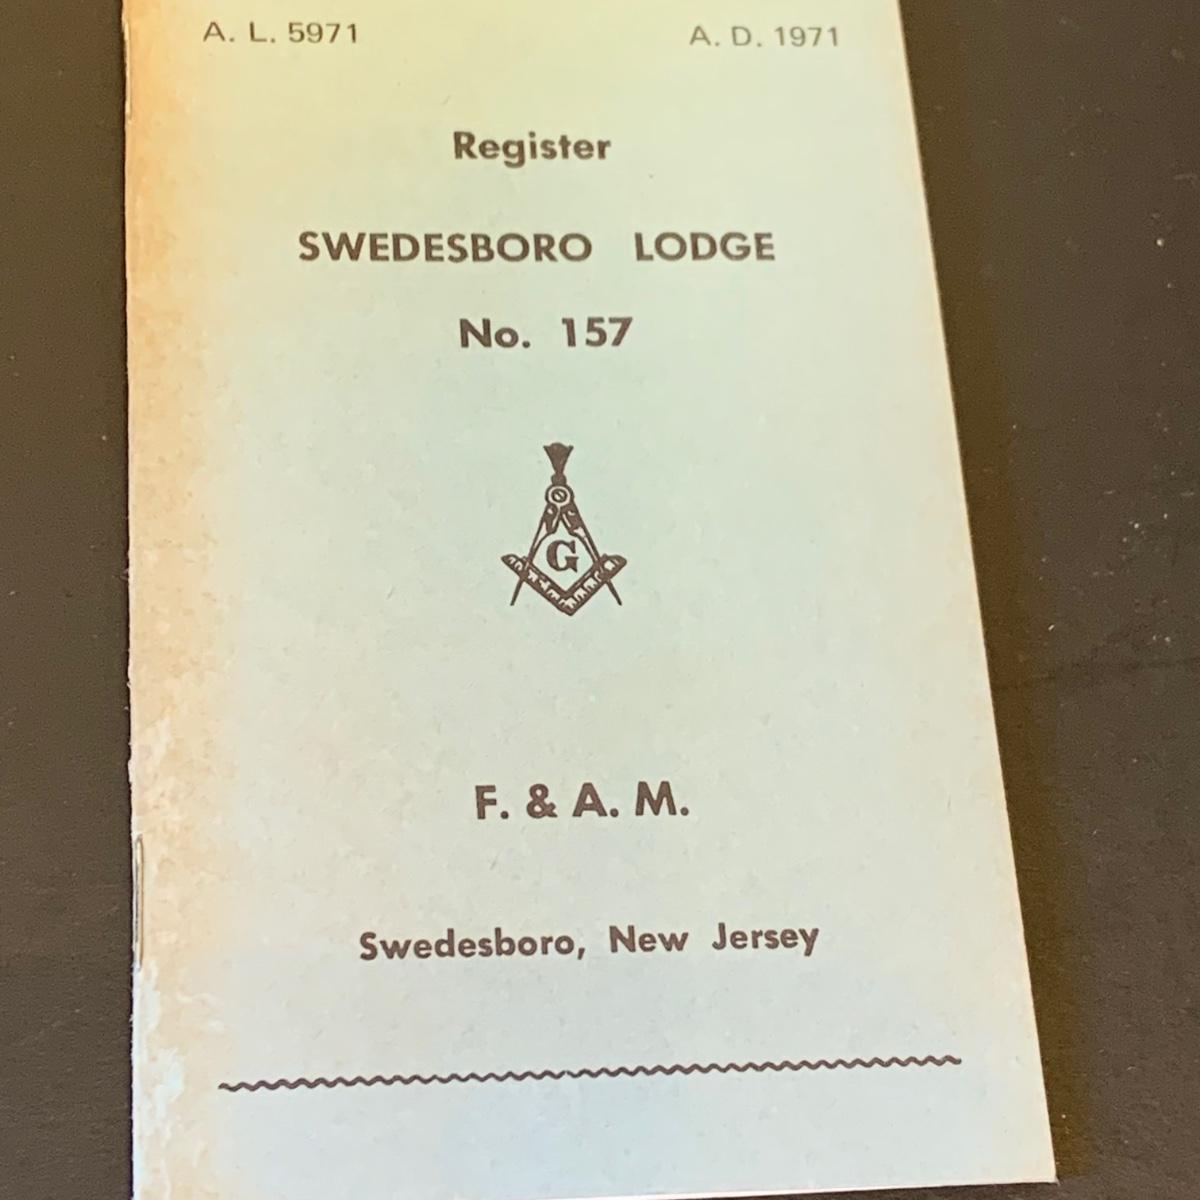 A. L. 5971 A. D. 1971
Register
SWEDESBORO LODGE
No. 157
G
F. & A. M.
Swedesboro, New Jersey